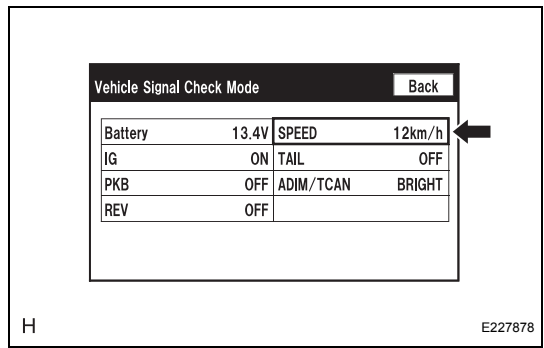 Vehicle Signal Check Mode Back
Battery 13.4V SPEED 12km/h
IG ON TAIL OFF
PKB OFF ADIM/TCAN BRIGHT
REV OFF
H E227878